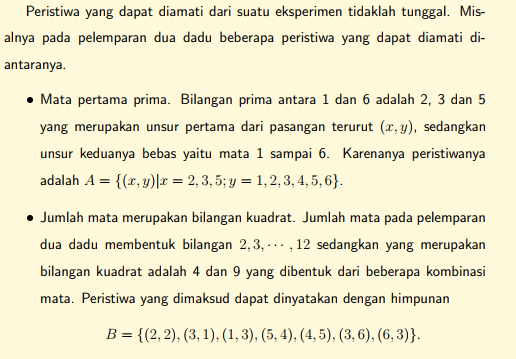 Peristiwa yang dapat diamati dari suatu eksperimen tidaklah tunggal. Mis-
alnya pada pelemparan dua dadu beberapa peristiwa yang dapat diamati di-
antaranya.
• Mata pertama prima. Bilangan prima antara 1 dan 6 adalah 2, 3 dan 5
yang merupakan unsur pertama dari pasangan terurut (x, y), sedangkan
unsur keduanya bebas yaitu mata 1 sampai 6. Karenanya peristiwanya
adalah A = {(x, y)|x = 2, 3, 5; y = 1, 2, 3, 4, 5, 6}.
• Jumlah mata merupakan bilangan kuadrat. Jumlah mata pada pelemparan
dua dadu membentuk bilangan 2, 3, · · · , 12 sedangkan yang merupakan
bilangan kuadrat adalah 4 dan 9 yang dibentuk dari beberapa kombinasi
mata. Peristiwa yang dimaksud dapat dinyatakan dengan himpunan
B = {(2, 2), (3, 1), (1, 3), (5, 4), (4, 5), (3, 6), (6, 3)}.